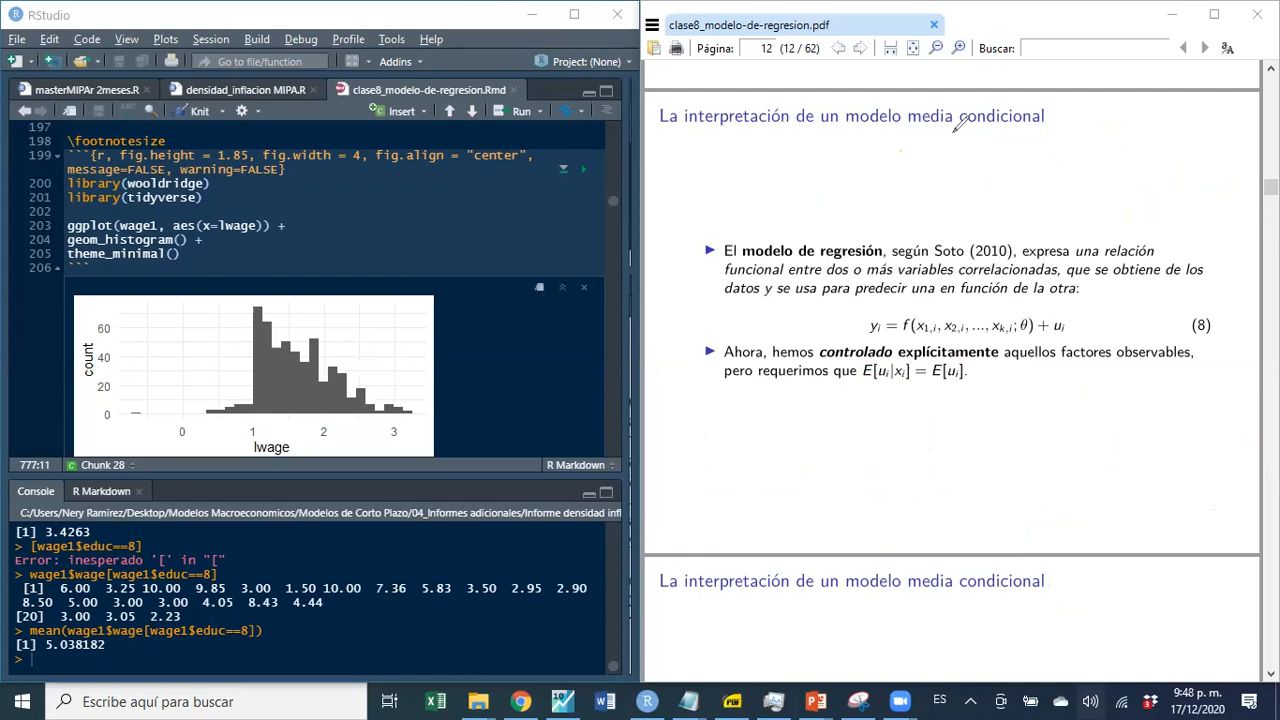 RStudio
File Edit Code View Plots Session Build Debug Profile Tools Help
Go to file/function Addins Project: (None)
masterMIPAr 2meses.R densidad_inflacion MIPA.R clase8_modelo-de-regresion.Rmd
Knit Insert Run
197
198 \footnotesize
199 ```{r, fig.height = 1.85, fig.width = 4, fig.align = "center",
message=FALSE, warning=FALSE}
200 library(wooldridge)
201 library(tidyverse)
202
203 ggplot(wage1, aes(x=lwage)) +
204 geom_histogram() +
205 theme_minimal()
206 ```
60
40
20
0
count
0 1 2 3
lwage
777:11 Chunk 28 R Markdown
Console R Markdown
C:/Users/Nery Ramirez/Desktop/Modelos Macroeconomicos/Modelos de Corto Plazo/04_Informes adicionales/Informe densidad infl
[1] 3.4263
> [wage1$educ==8]
Error: inesperado '[' in "["
> wage1$wage[wage1$educ==8]
[1] 6.00 3.25 10.00 9.85 3.00 1.50 10.00 7.36 5.83 3.50 2.95 2.90
8.50 5.00 3.00 3.00 4.05 8.43 4.44
[20] 3.00 3.05 2.23
> mean(wage1$wage[wage1$educ==8])
[1] 5.038182
>
clase8_modelo-de-regresion.pdf
Página: 12 (12 / 62) Buscar:
La interpretación de un modelo media condicional
El modelo de regresión, según Soto (2010), expresa una relación
funcional entre dos o más variables correlacionadas, que se obtiene de los
datos y se usa para predecir una en función de la otra:
y_i = f(x_{1,i}, x_{2,i}, ..., x_{k,i}; θ) + u_i (8)
Ahora, hemos controlado explícitamente aquellos factores observables,
pero requerimos que E[u_i|x_i] = E[u_i].
La interpretación de un modelo media condicional
Escribe aquí para buscar
ES
9:48 p. m.
17/12/2020